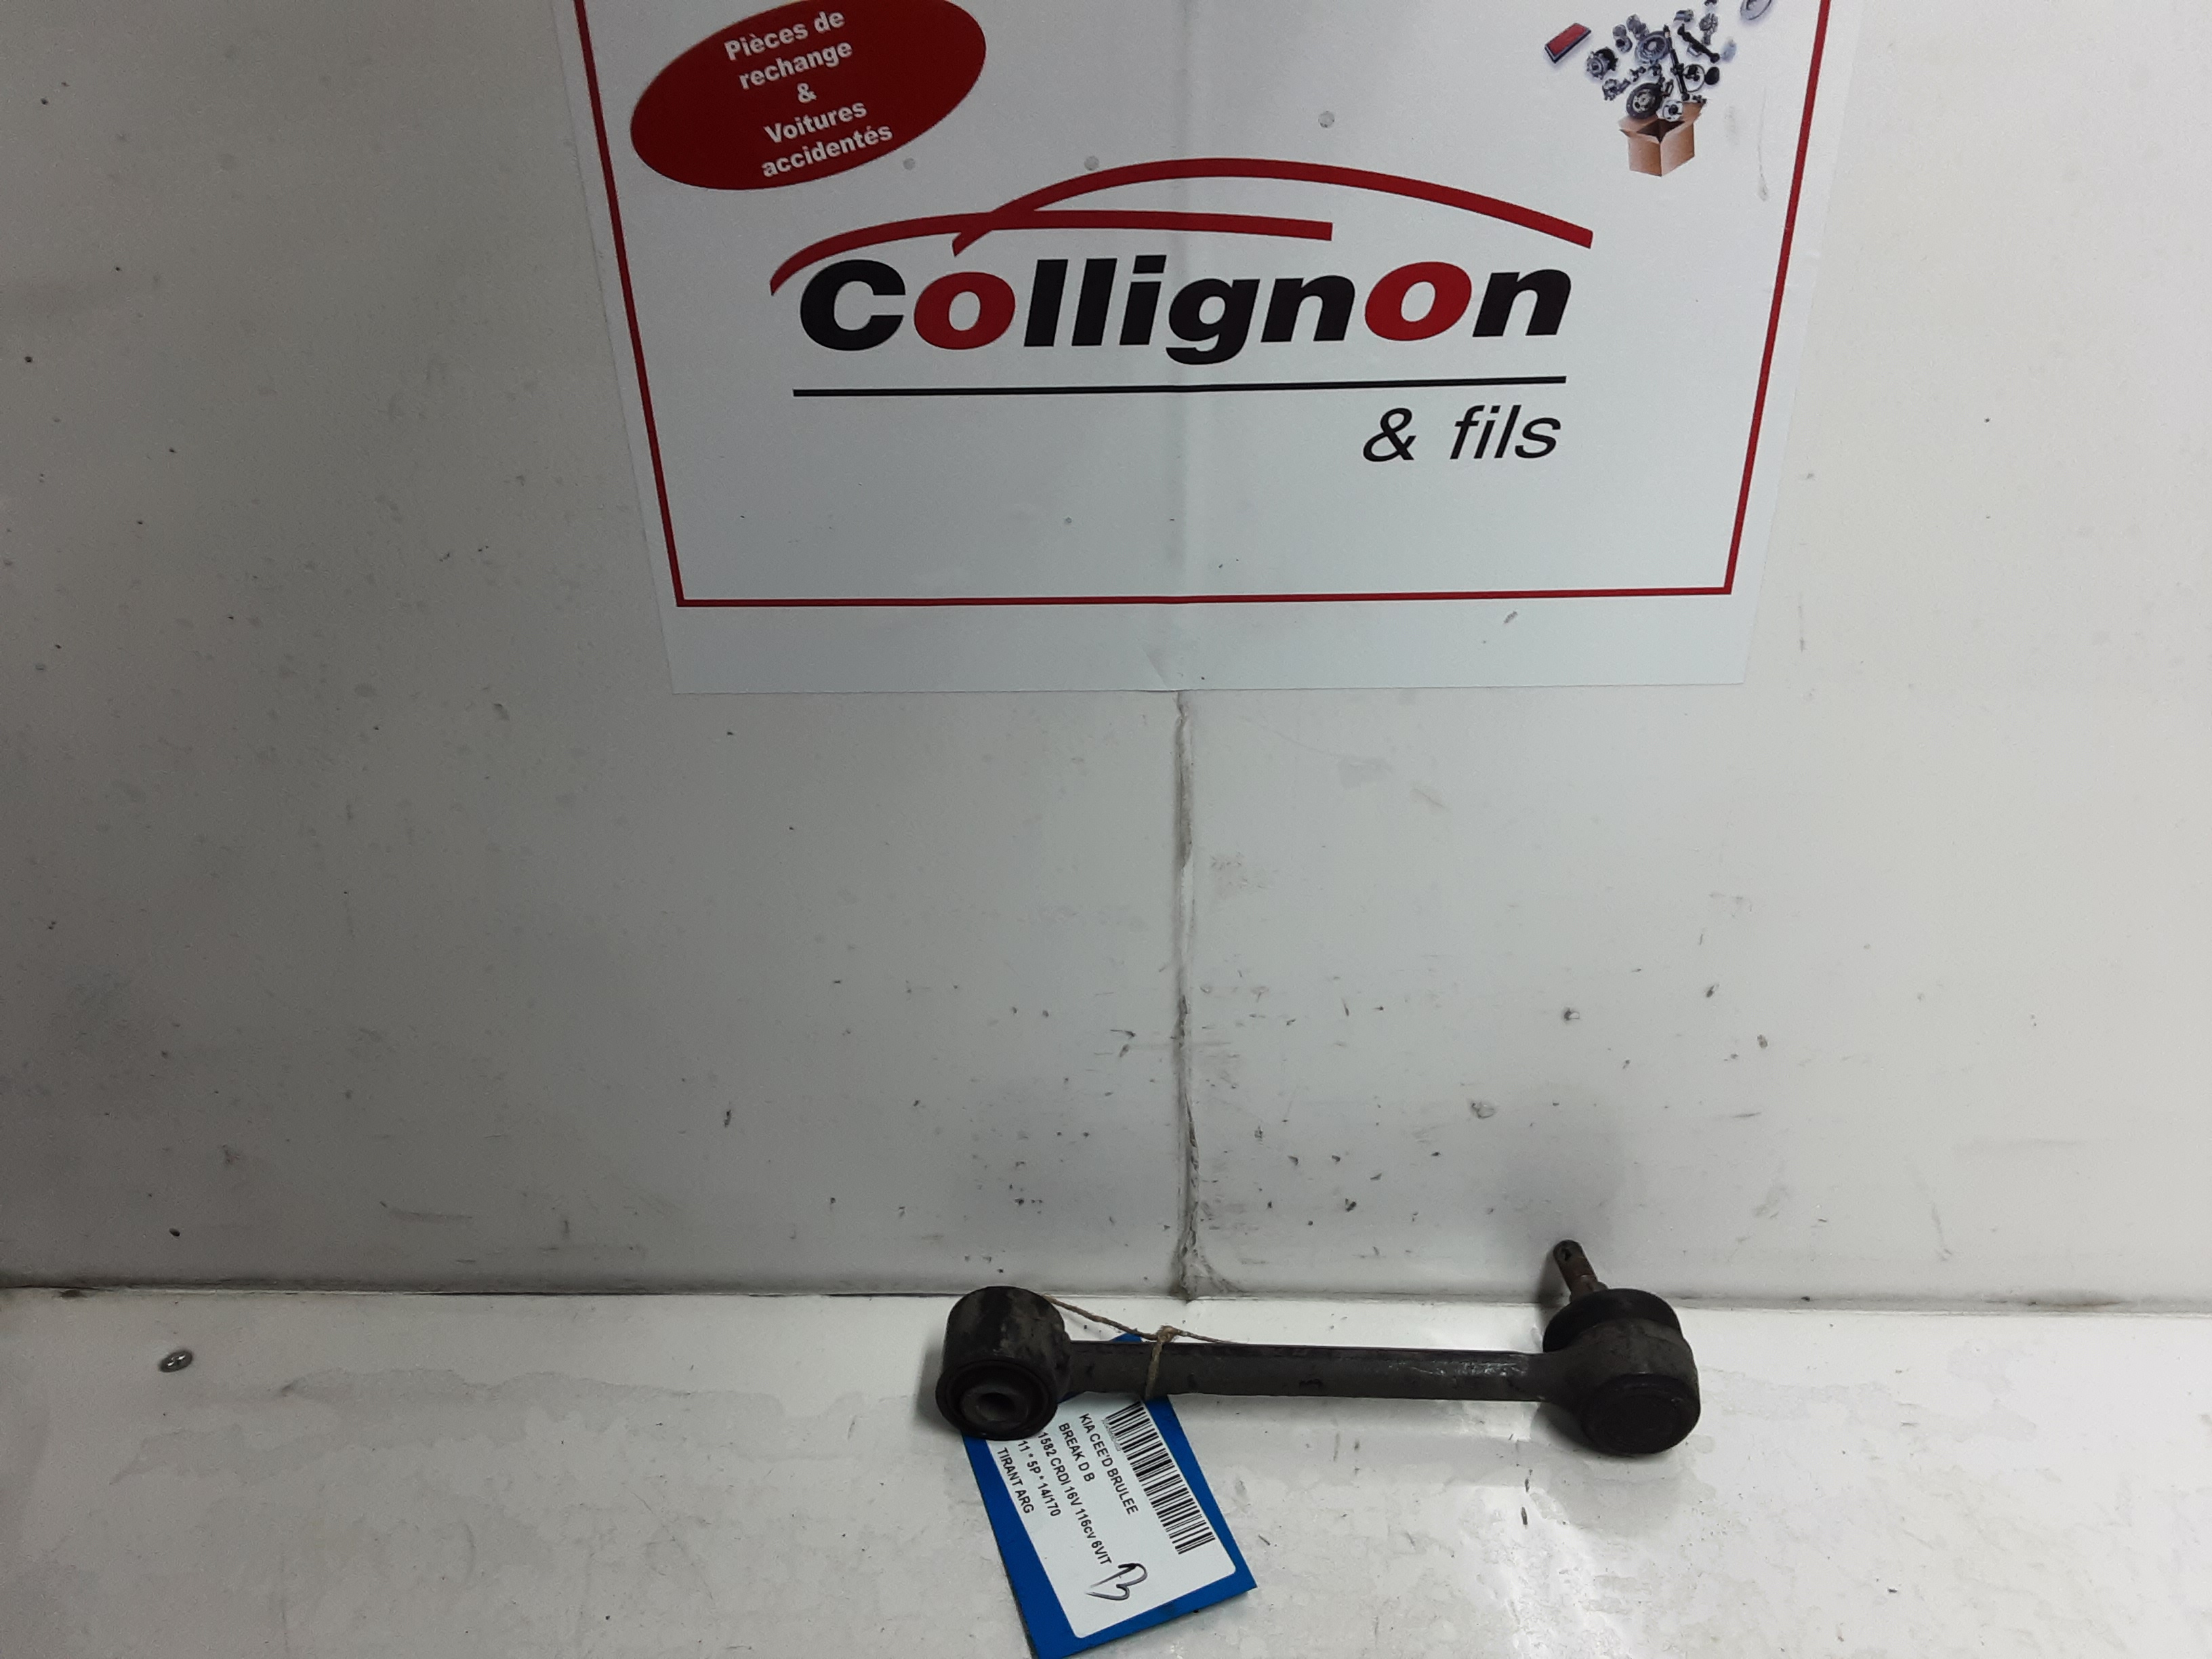 Pièces de
rechange
&
Voitures
accidentés
Collignon
& fils
KIA CEE'D BRULEE
BREAK D B
1582 CRDI 16V 116cv 6VIT
11 * 5P * 14/170
TIRANT ARG
B